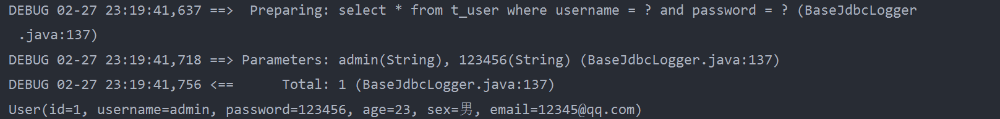 DEBUG 02-27 23:19:41,637 ==>  Preparing: select * from t_user where username = ? and password = ? (BaseJdbcLogger
.java:137)
DEBUG 02-27 23:19:41,718 ==> Parameters: admin(String), 123456(String) (BaseJdbcLogger.java:137)
DEBUG 02-27 23:19:41,756 <==      Total: 1 (BaseJdbcLogger.java:137)
User(id=1, username=admin, password=123456, age=23, sex=男, email=12345@qq.com)